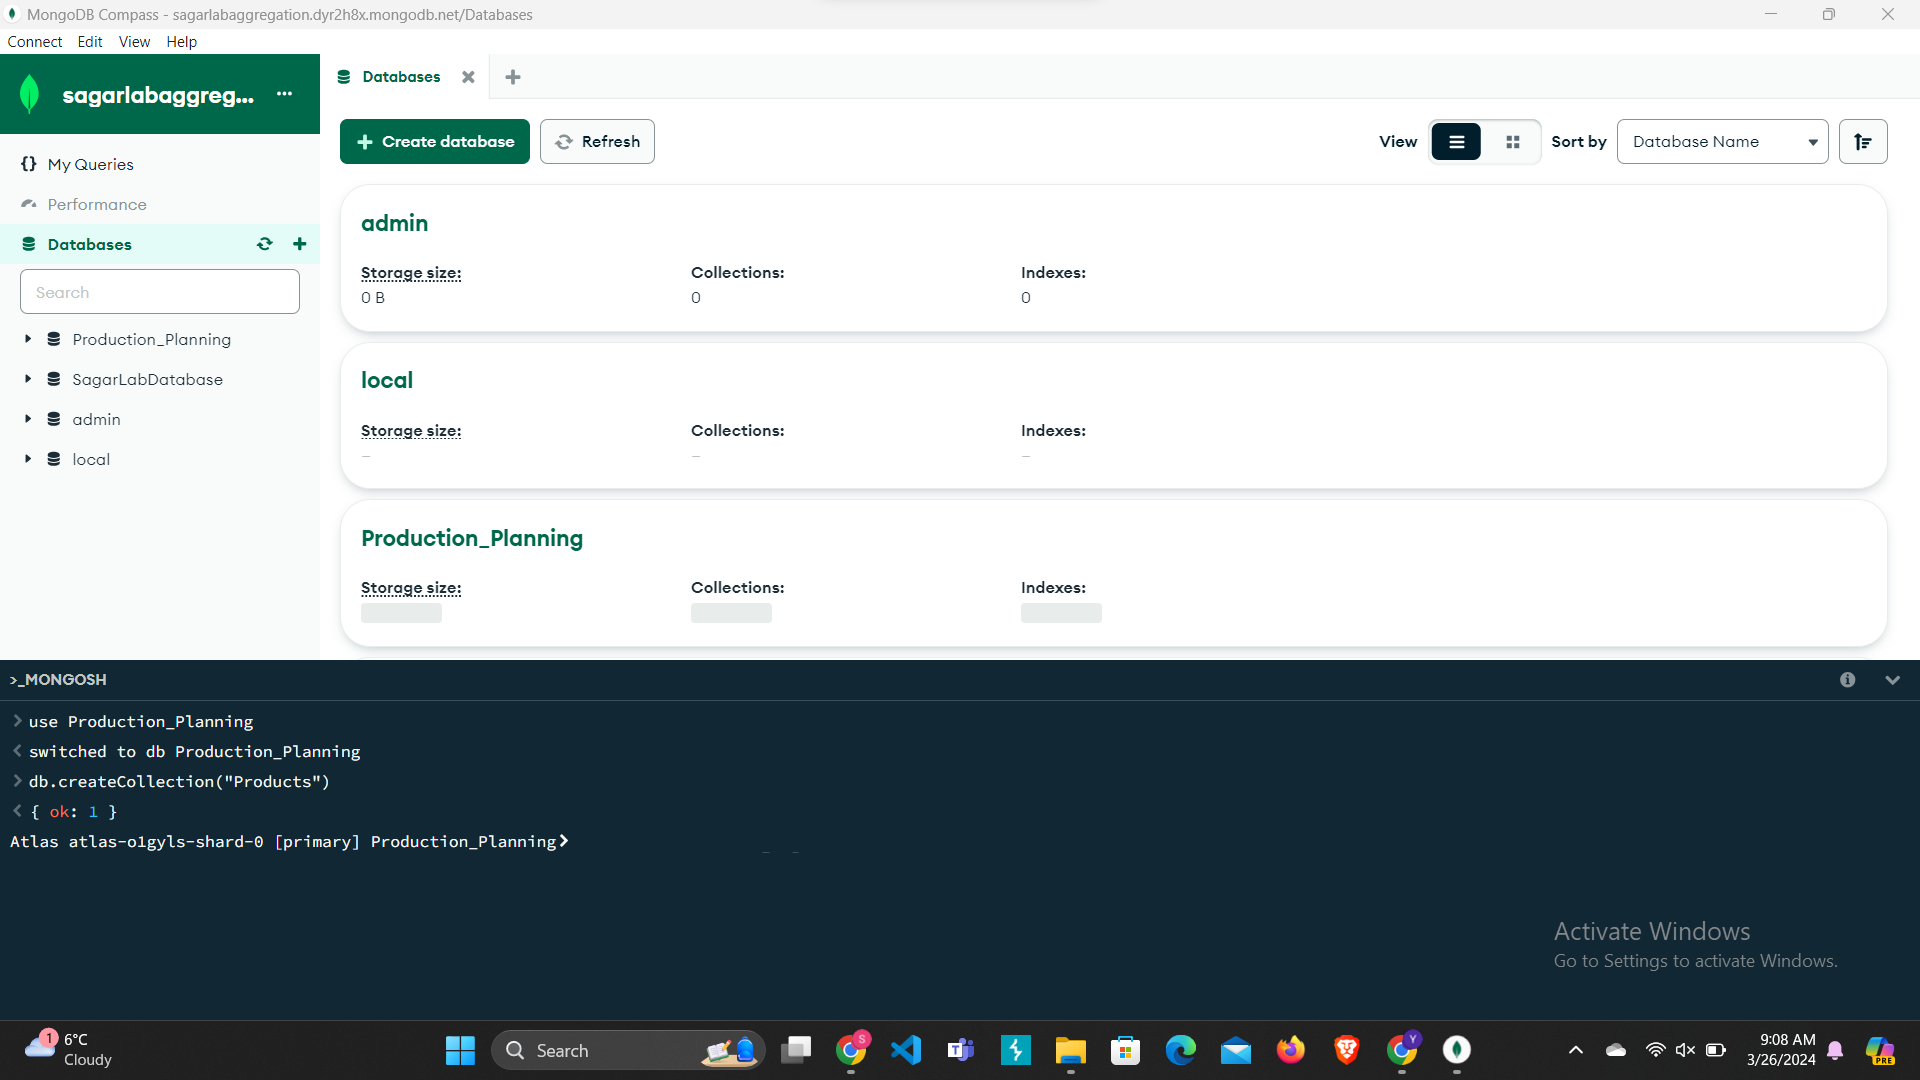 MongoDB Compass - sagarlabaggregation.dyr2h8x.mongodb.net/Databases
Connect Edit View Help
sagarlabaggreg... ···
Databases
{} My Queries
Performance
Databases
Search
Production_Planning
SagarLabDatabase
admin
local
+ Create database
Refresh
View
Sort by
Database Name
admin
Storage size: Collections: Indexes:
0 B 0 0
local
Storage size: Collections: Indexes:
– – –
Production_Planning
Storage size: Collections: Indexes:
>_MONGOSH
> use Production_Planning
< switched to db Production_Planning
> db.createCollection("Products")
< { ok: 1 }
Atlas atlas-o1gyls-shard-0 [primary] Production_Planning>
Activate Windows
Go to Settings to activate Windows.
1
6°C
Cloudy
Search
S
Y
9:08 AM
3/26/2024
PRE